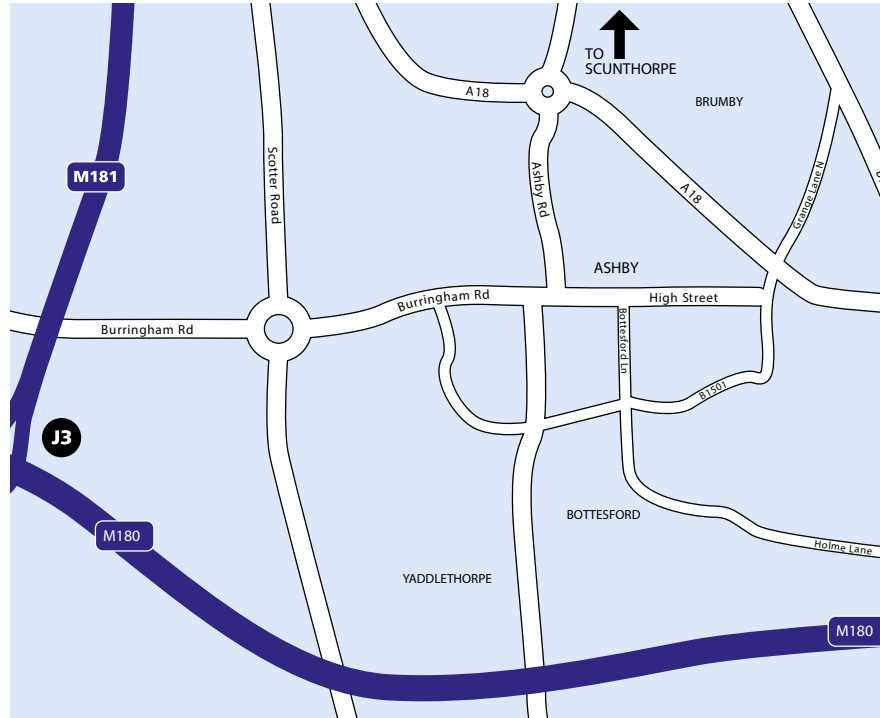 TO
SCUNTHORPE
A18
BRUMBY
M181
Scotter Road
Ashby Rd
A18
Grange Lane N
ASHBY
Burringham Rd
High Street
Burringham Rd
Bottesford Ln
B1501
J3
M180
BOTTESFORD
Holme Lane
YADDLETHORPE
M180